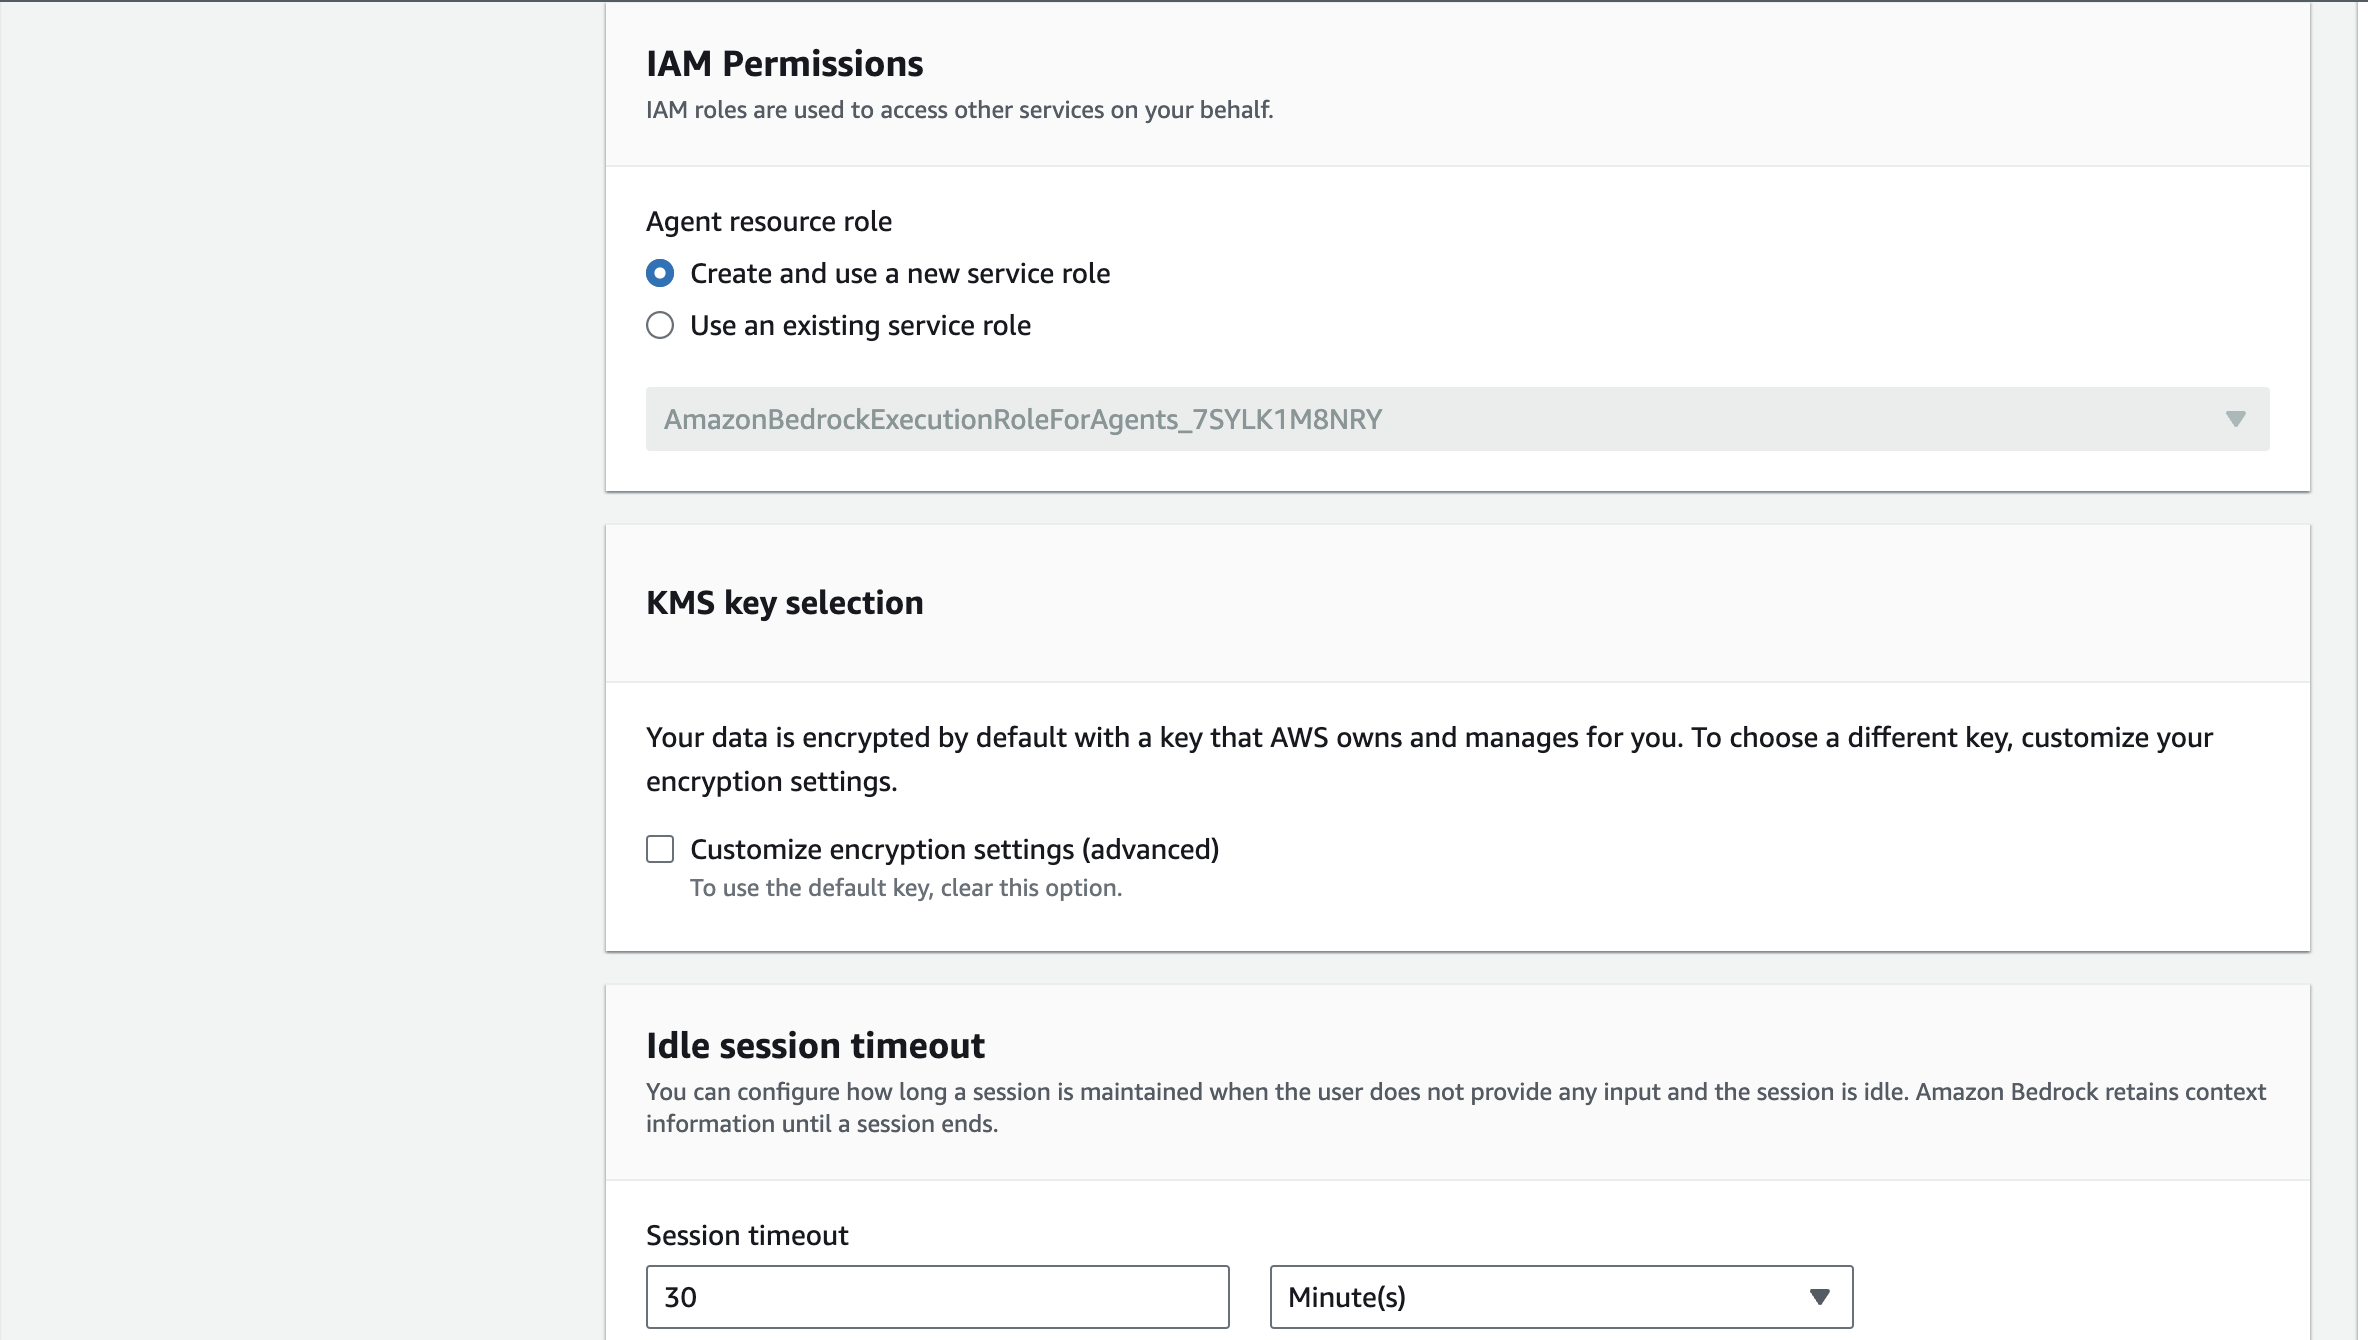 IAM Permissions
IAM roles are used to access other services on your behalf.
Agent resource role
Create and use a new service role
Use an existing service role
AmazonBedrockExecutionRoleForAgents_7SYLK1M8NRY
KMS key selection
Your data is encrypted by default with a key that AWS owns and manages for you. To choose a different key, customize your
encryption settings.
Customize encryption settings (advanced)
To use the default key, clear this option.
Idle session timeout
You can configure how long a session is maintained when the user does not provide any input and the session is idle. Amazon Bedrock retains context
information until a session ends.
Session timeout
30
Minute(s)